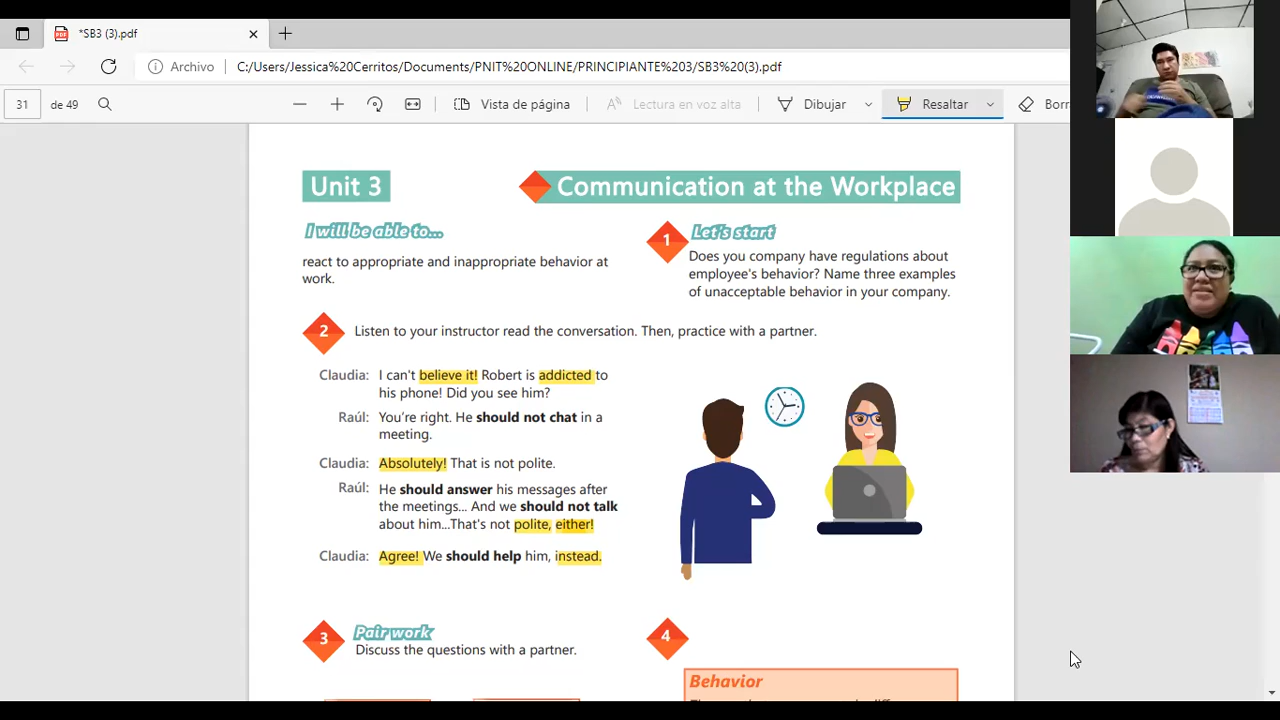 *SB3 (3).pdf
Archivo
C:/Users/Jessica%20Cerritos/Documents/PNIT%20ONLINE/PRINCIPIANTE%203/SB3%20(3).pdf
31
de 49
Vista de página
Lectura en voz alta
Dibujar
Resaltar
Borr
Unit 3
Communication at the Workplace
I will be able to...
react to appropriate and inappropriate behavior at
work.
1
Let's start
Does you company have regulations about
employee's behavior? Name three examples
of unacceptable behavior in your company.
2
Listen to your instructor read the conversation. Then, practice with a partner.
Claudia: I can't believe it! Robert is addicted to
his phone! Did you see him?
Raúl: You're right. He should not chat in a
meeting.
Claudia: Absolutely! That is not polite.
Raúl: He should answer his messages after
the meetings... And we should not talk
about him...That's not polite, either!
Claudia: Agree! We should help him, instead.
3
Pair work
Discuss the questions with a partner.
4
Behavior